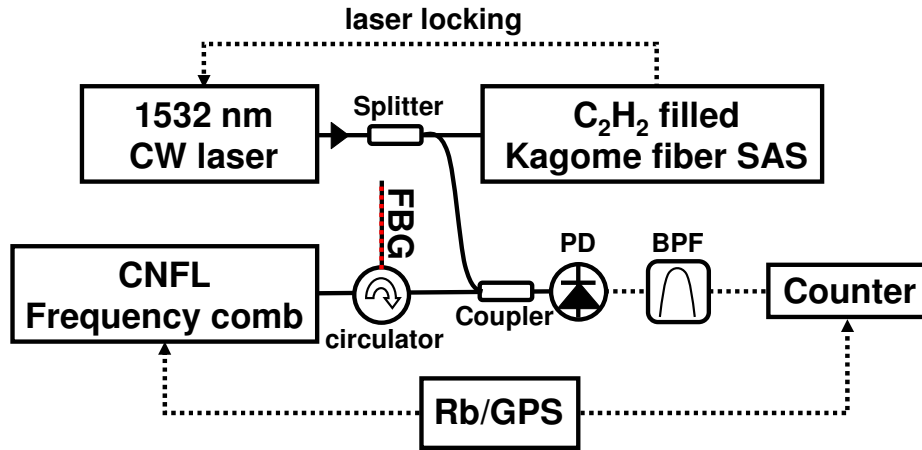 laser locking
1532 nm
CW laser
Splitter
C₂H₂ filled
Kagome fiber SAS
FBG
PD
BPF
CNFL
Frequency comb
circulator
Coupler
Counter
Rb/GPS